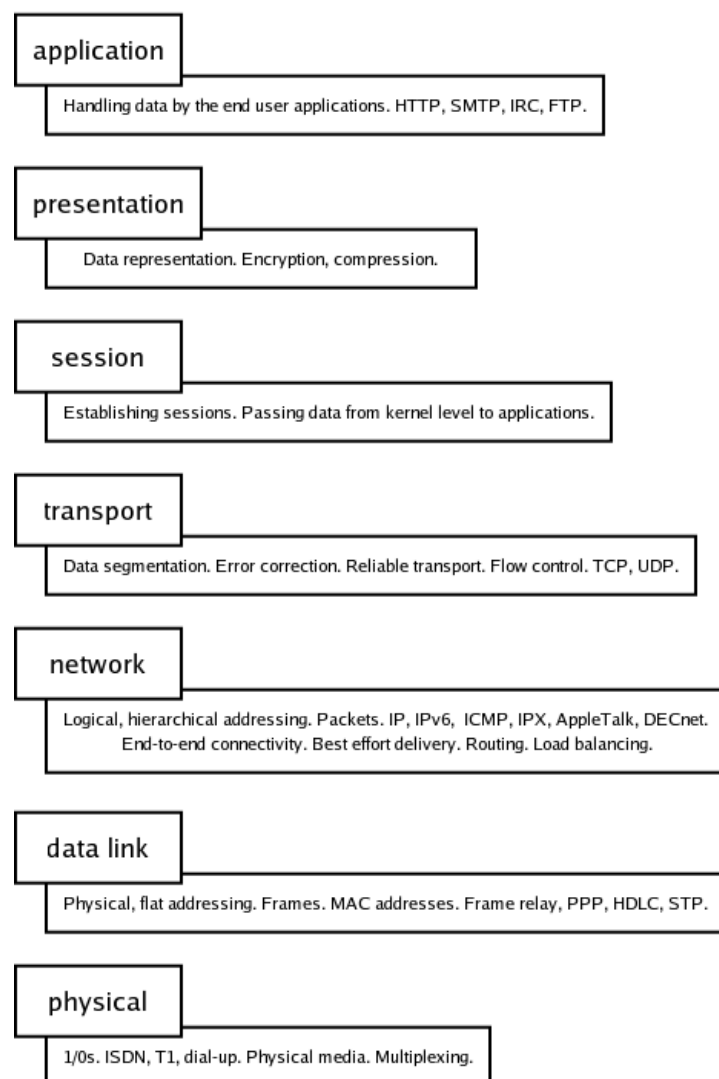 application
Handling data by the end user applications. HTTP, SMTP, IRC, FTP.
presentation
Data representation. Encryption, compression.
session
Establishing sessions. Passing data from kernel level to applications.
transport
Data segmentation. Error correction. Reliable transport. Flow control. TCP, UDP.
network
Logical, hierarchical addressing. Packets. IP, IPv6, ICMP, IPX, AppleTalk, DECnet.
End-to-end connectivity. Best effort delivery. Routing. Load balancing.
data link
Physical, flat addressing. Frames. MAC addresses. Frame relay, PPP, HDLC, STP.
physical
1/0s. ISDN, T1, dial-up. Physical media. Multiplexing.